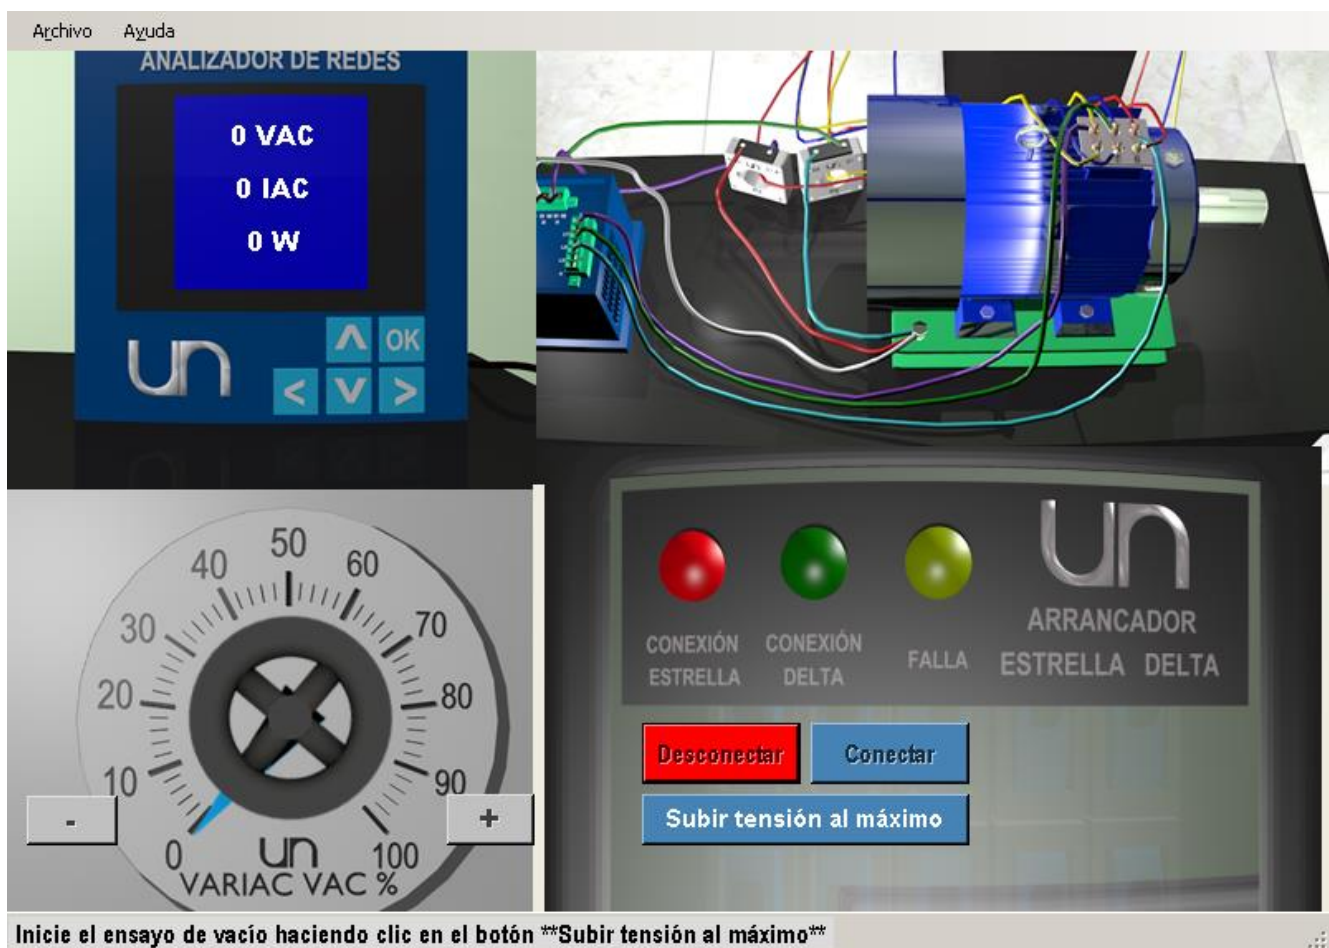 Archivo Ayuda
ANALIZADOR DE REDES
0 VAC
0 IAC
0 W
OK
un
0
10
20
30
40
50
60
70
80
90
100
- +
un
VARIAC VAC %
un
ARRANCADOR
ESTRELLA DELTA
CONEXIÓN
ESTRELLA
CONEXIÓN
DELTA
FALLA
Desconectar Conectar
Subir tensión al máximo
Inicie el ensayo de vacío haciendo clic en el botón **Subir tensión al máximo**